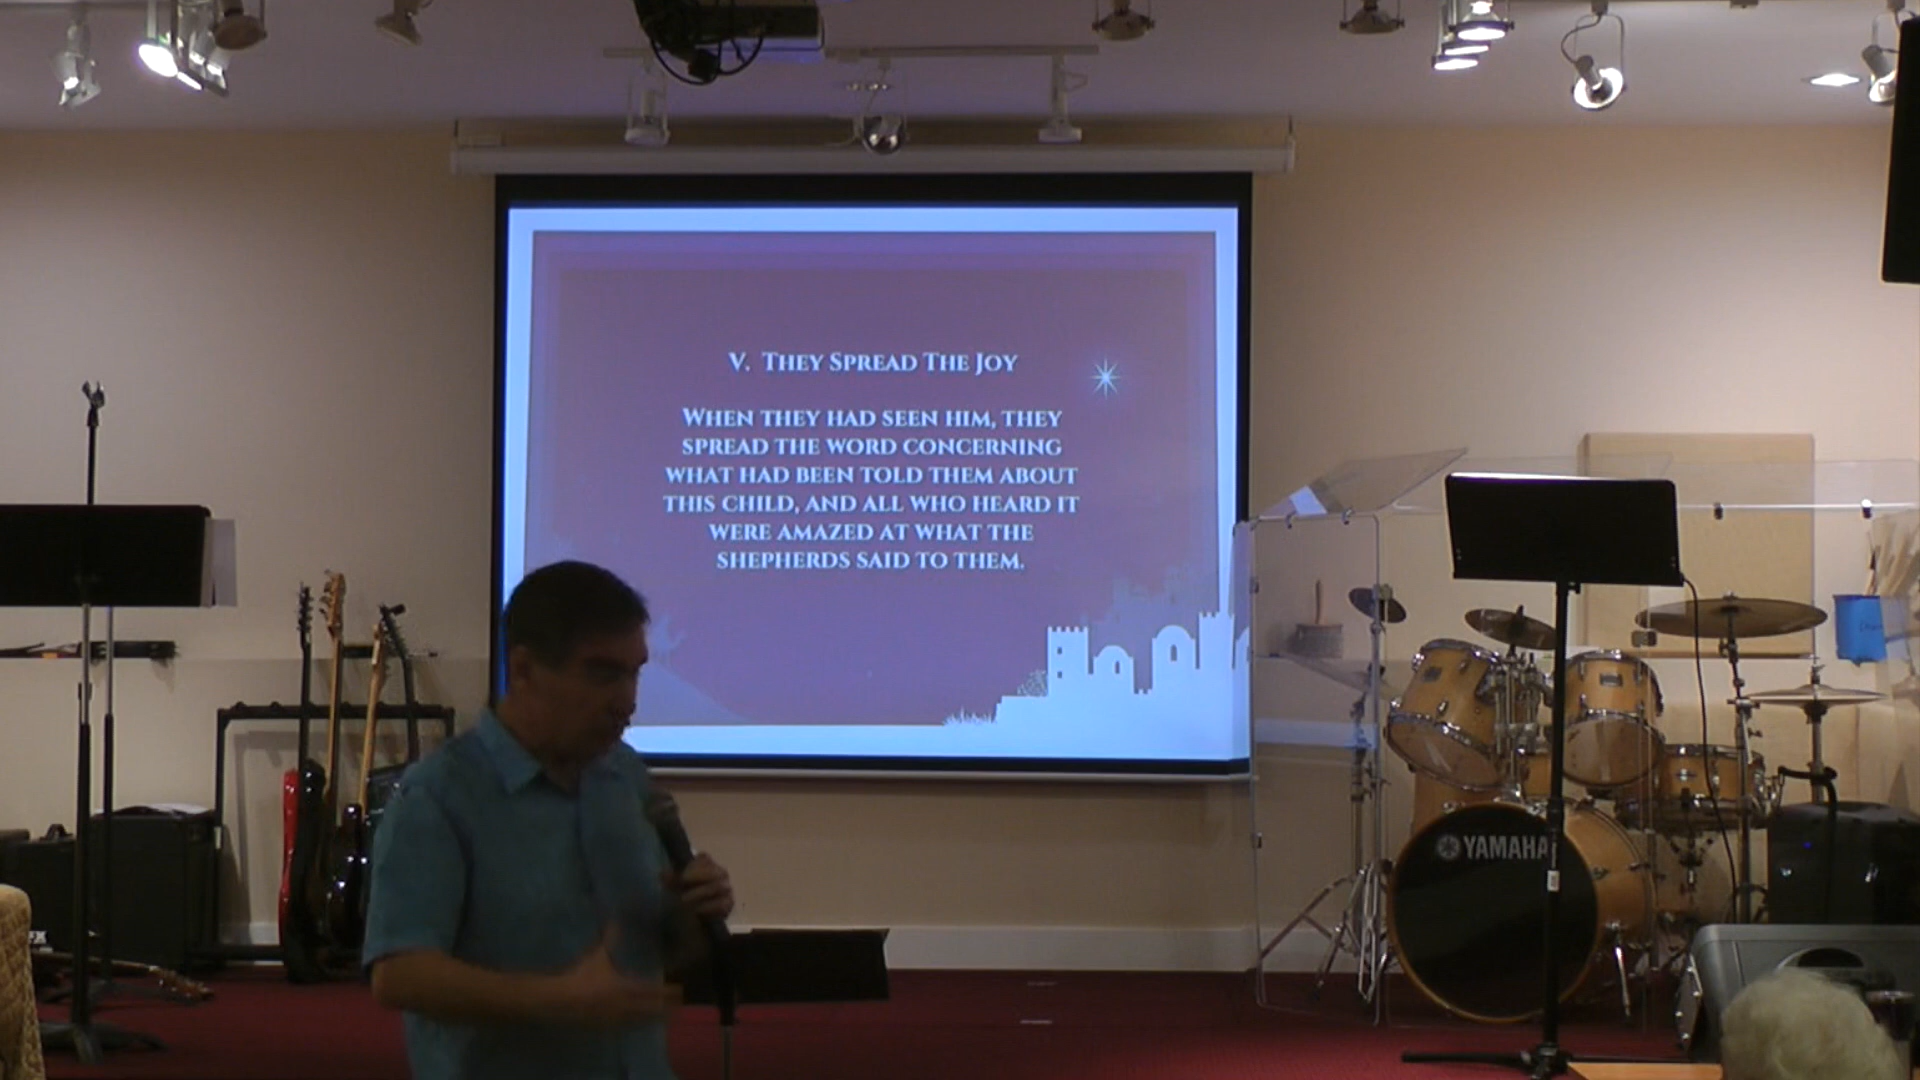 V. They Spread The Joy
When they had seen him, they
spread the word concerning
what had been told them about
this child, and all who heard it
were amazed at what the
shepherds said to them.
YAMAHA